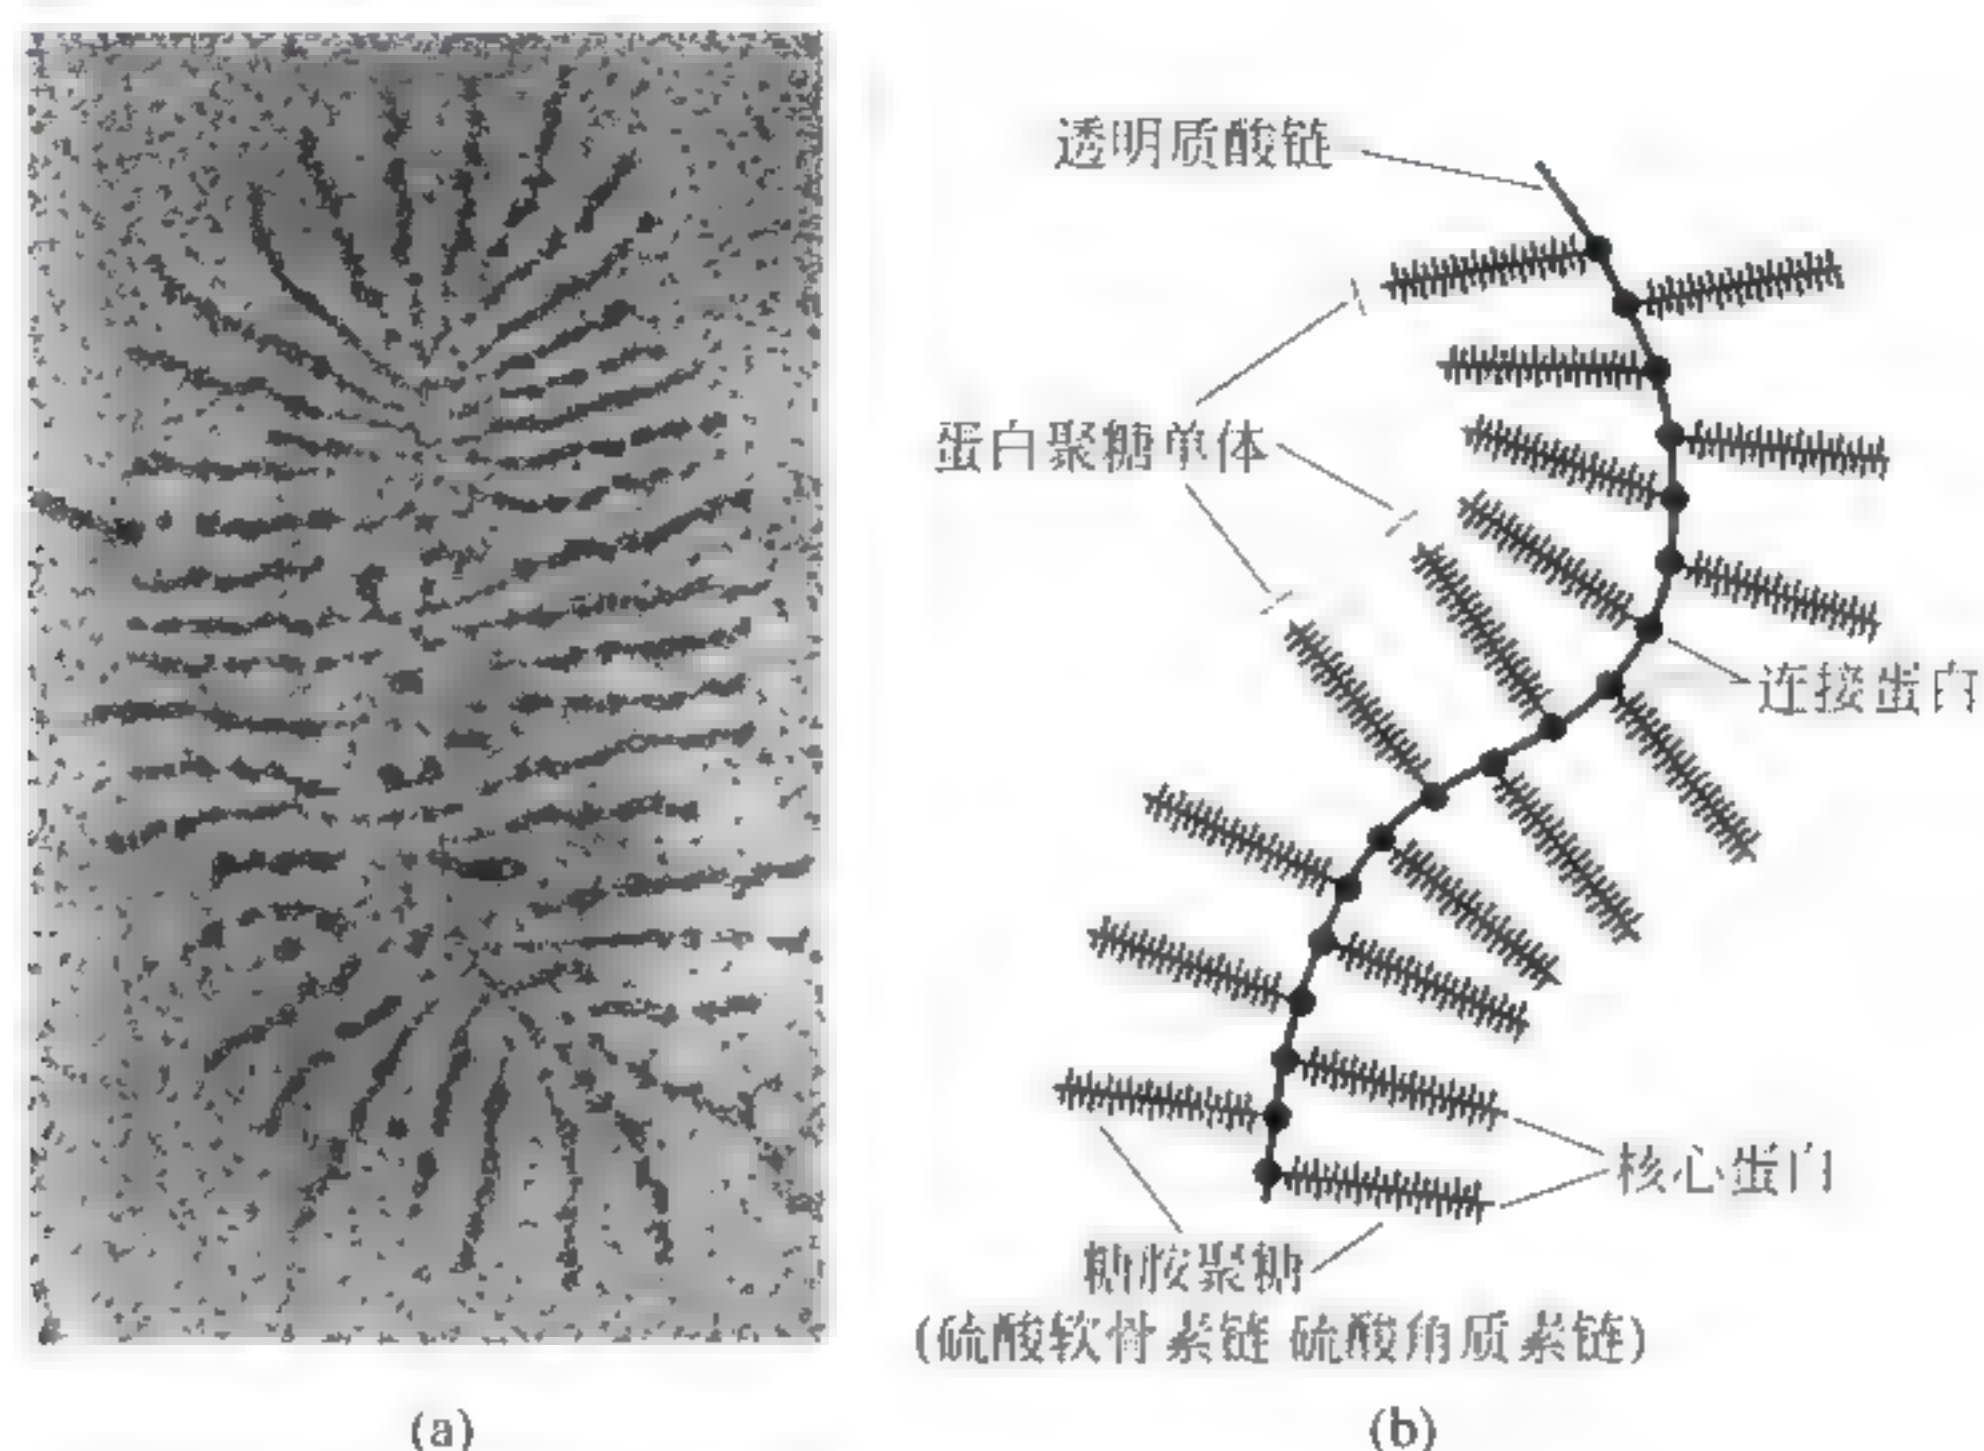 透明质酸链
蛋白聚糖单体
连接蛋白
核心蛋白
糖胺聚糖
(硫酸软骨素链 硫酸角质素链)
(a)
(b)